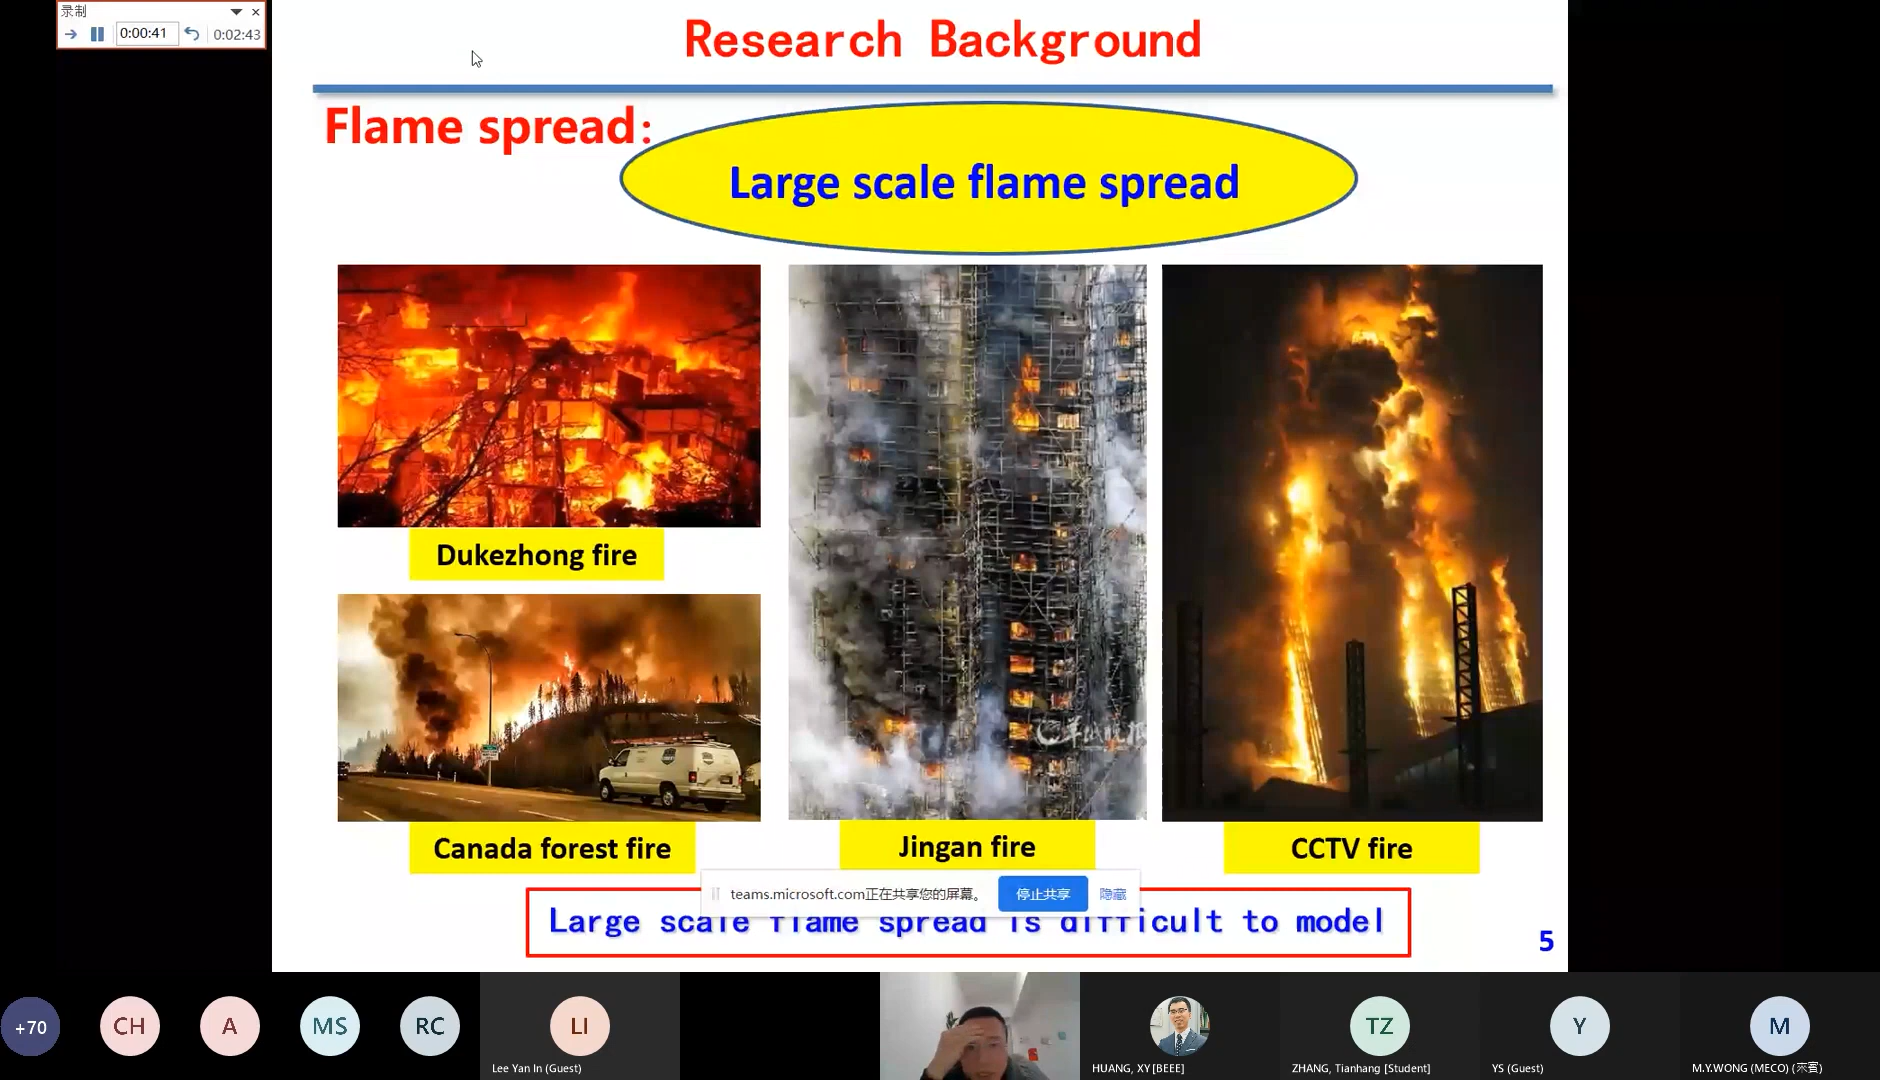 录制
0:00:41
0:02:43
Research Background
Flame spread:
Large scale flame spread
Dukezhong fire
Canada forest fire
Jingan fire
CCTV fire
teams.microsoft.com正在共享您的屏幕。
停止共享
隐藏
Large scale flame spread is difficult to model
5
+70
CH
A
MS
RC
LI
TZ
Y
M
Lee Yan In (Guest)
HUANG, XY [BEEE]
ZHANG, Tianhang [Student]
YS (Guest)
M.Y.WONG (MECO) (來賓)